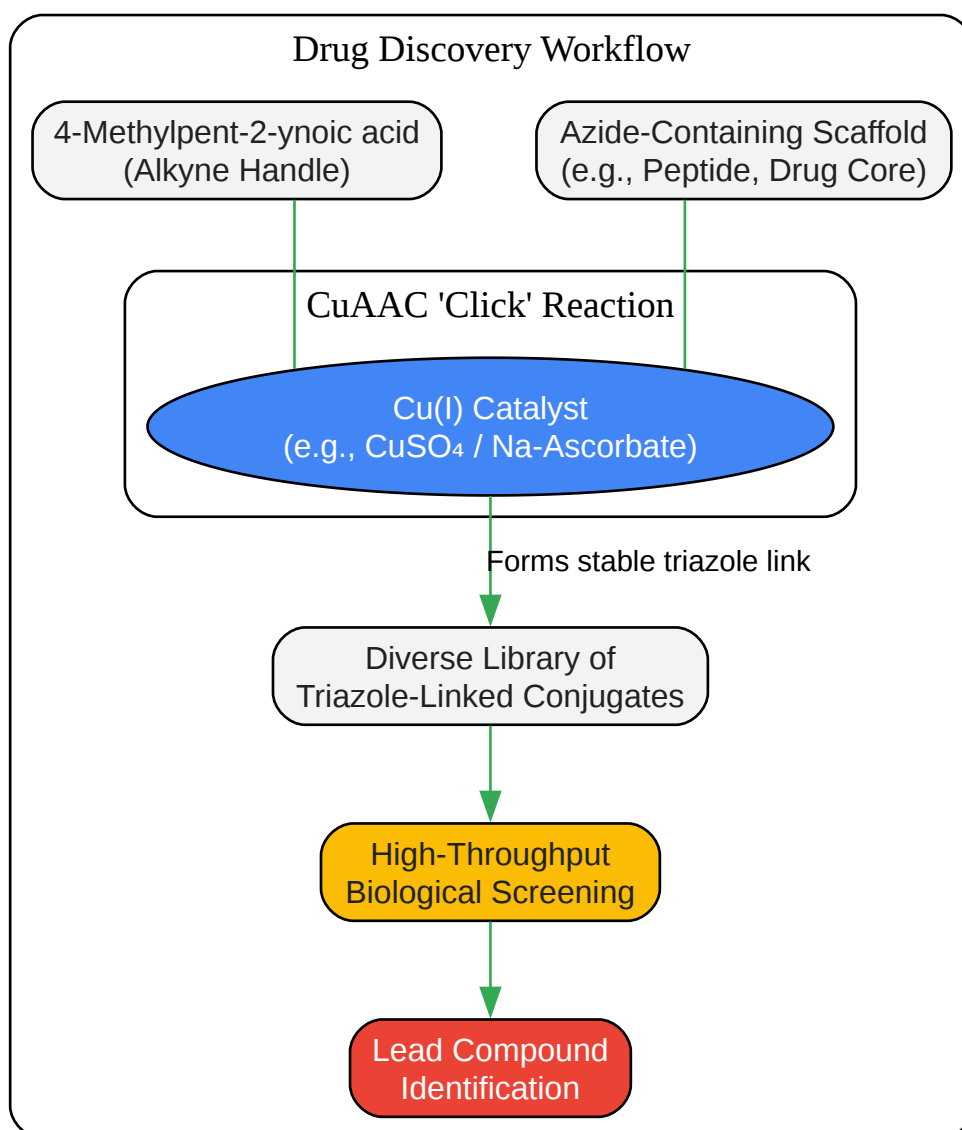 Drug Discovery Workflow
4-Methylpent-2-ynoic acid
(Alkyne Handle)
Azide-Containing Scaffold
(e.g., Peptide, Drug Core)
CuAAC 'Click' Reaction
Cu(I) Catalyst
(e.g., CuSO₄ / Na-Ascorbate)
Forms stable triazole link
Diverse Library of
Triazole-Linked Conjugates
High-Throughput
Biological Screening
Lead Compound
Identification